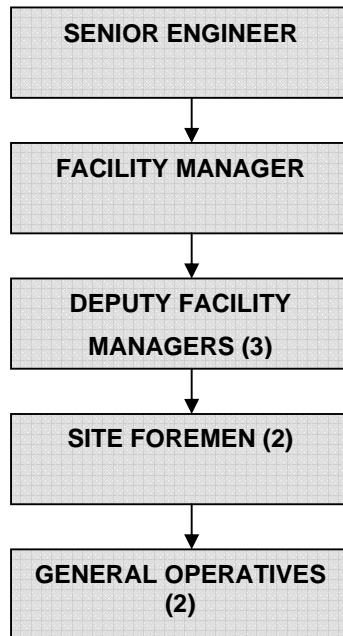 SENIOR ENGINEER
FACILITY MANAGER
DEPUTY FACILITY
MANAGERS (3)
SITE FOREMEN (2)
GENERAL OPERATIVES
(2)